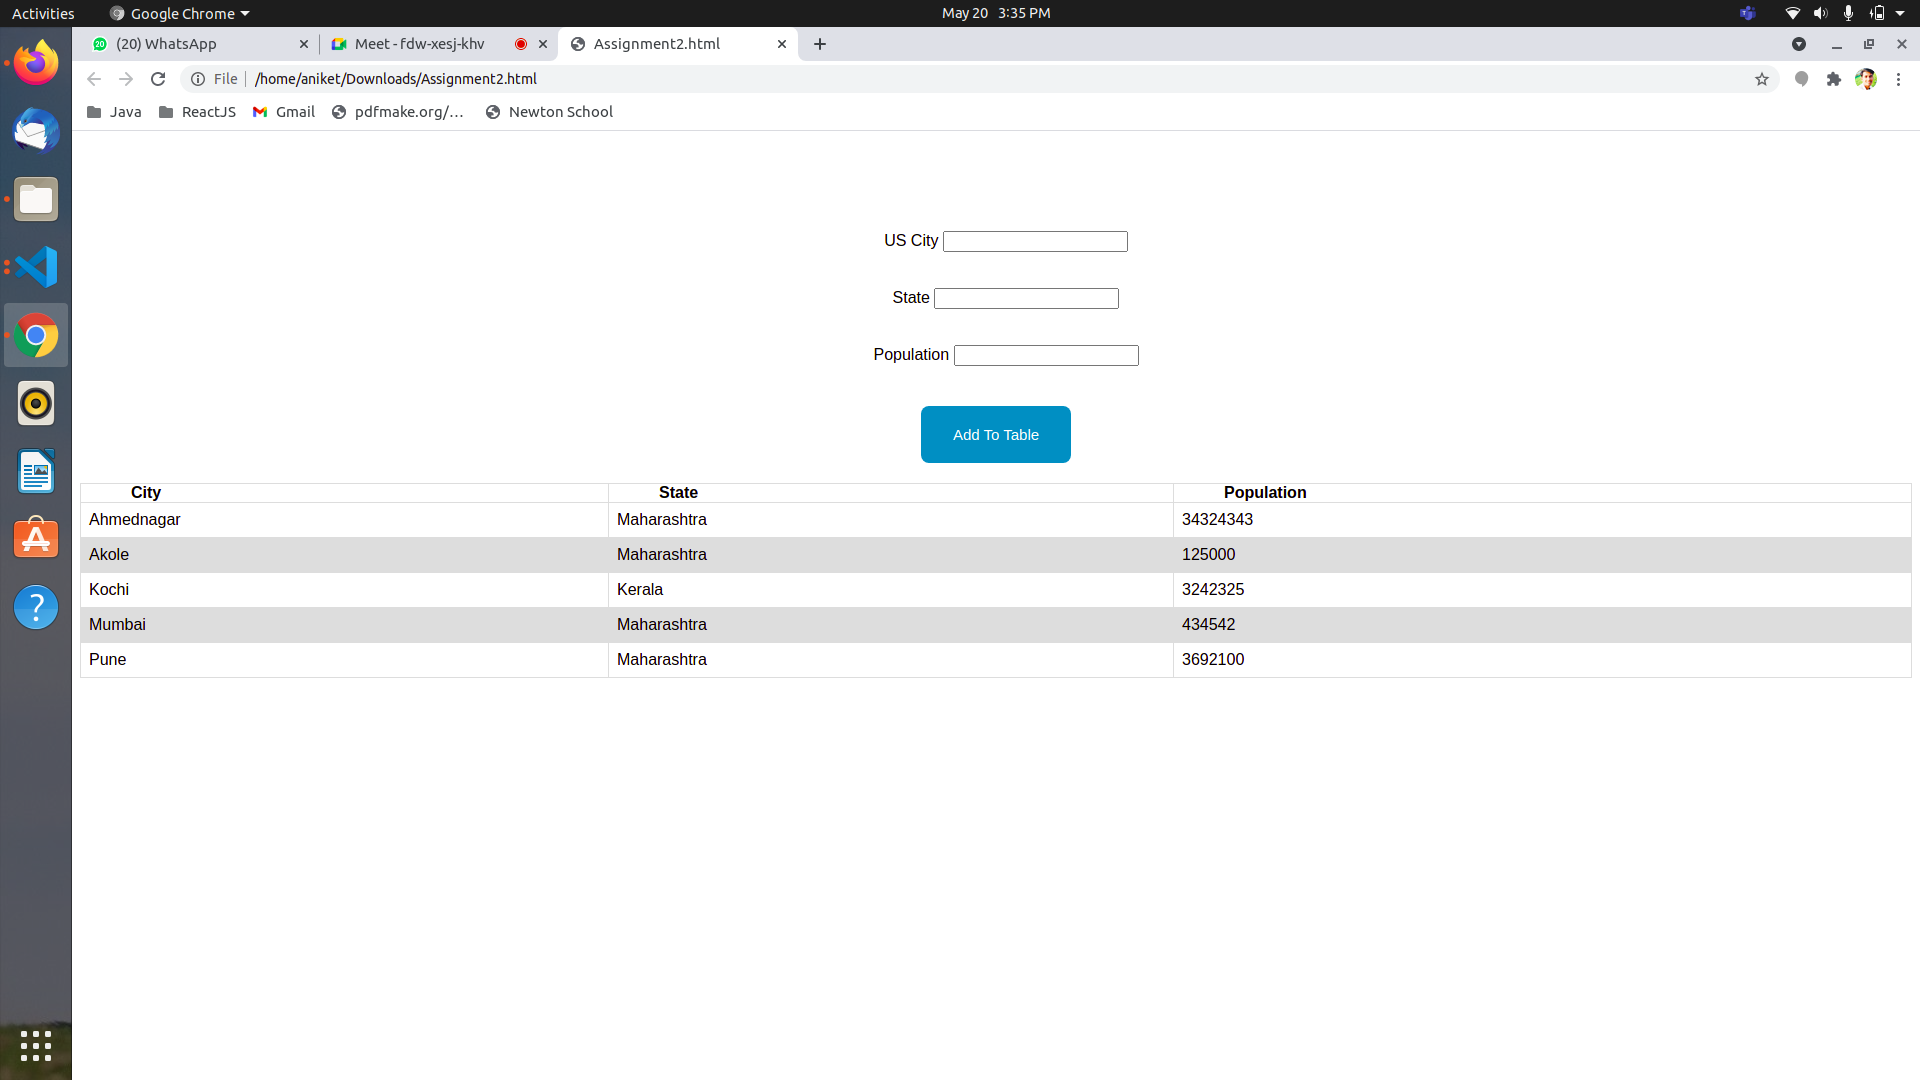 Activities Google Chrome May 20 3:35 PM
20 (20) WhatsApp Meet - fdw-xesj-khv Assignment2.html
File /home/aniket/Downloads/Assignment2.html
Java ReactJS Gmail pdfmake.org/... Newton School
US City
State
Population
Add To Table
City State Population
Ahmednagar Maharashtra 34324343
Akole Maharashtra 125000
Kochi Kerala 3242325
Mumbai Maharashtra 434542
Pune Maharashtra 3692100